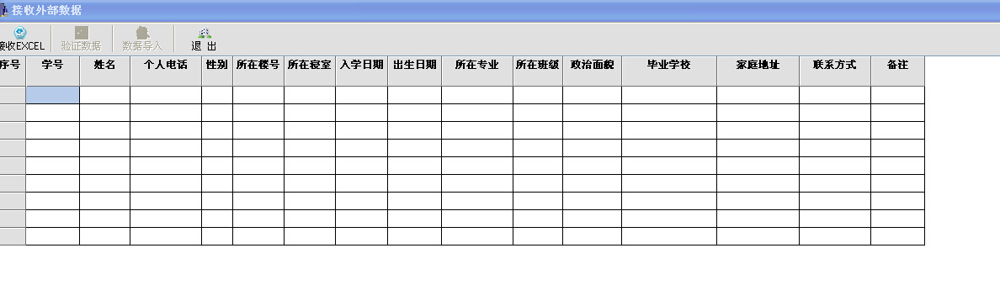 接收外部数据
接收EXCEL 验证数据 数据导入 退 出
序号 学号 姓名 个人电话 性别 所在楼号 所在寝室 入学日期 出生日期 所在专业 所在班级 政治面貌 毕业学校 家庭地址 联系方式 备注